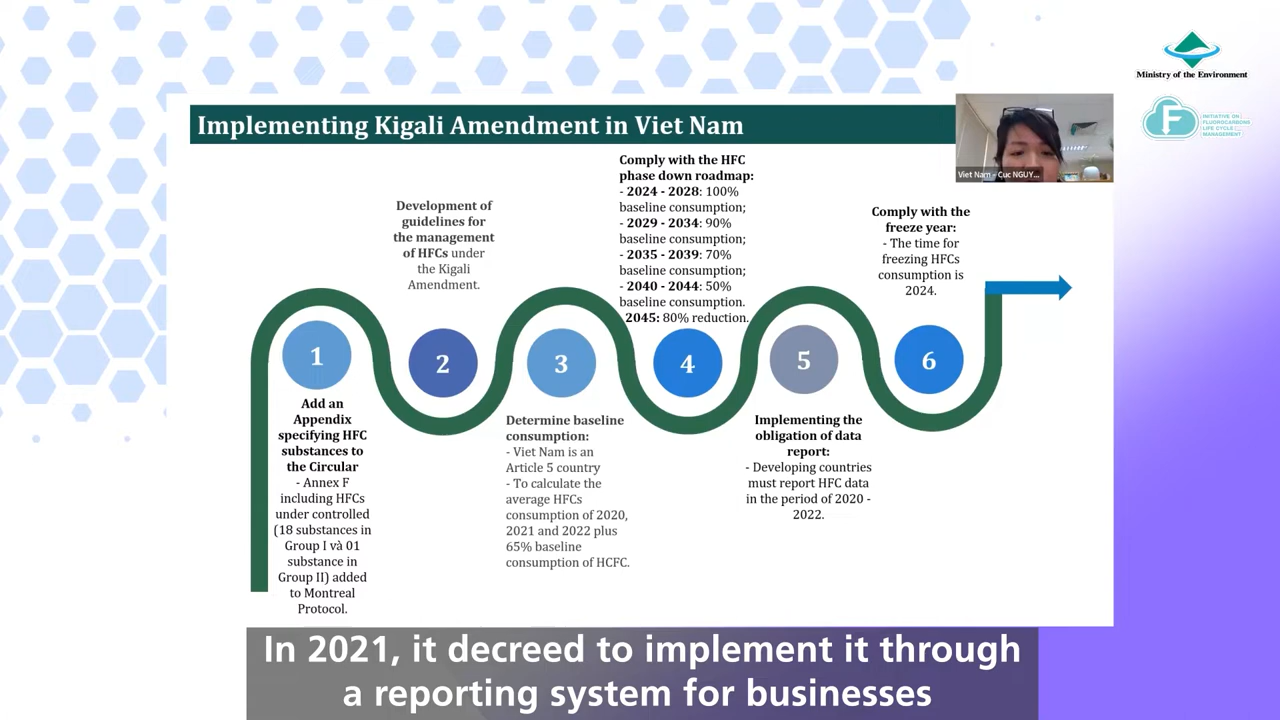 Ministry of the Environment
INITIATIVE ON
FLUOROCARBONS
LIFE CYCLE
MANAGEMENT
F
Implementing Kigali Amendment in Viet Nam
Viet Nam - Cuc NGUY...
1
Add an
Appendix
specifying HFC
substances to
the Circular
- Annex F
including HFCs
under controlled
(18 substances in
Group I và 01
substance in
Group II) added
to Montreal
Protocol.
Development of
guidelines for
the management
of HFCs under
the Kigali
Amendment.
2
3
Determine baseline
consumption:
- Viet Nam is an
Article 5 country
- To calculate the
average HFCs
consumption of 2020,
2021 and 2022 plus
65% baseline
consumption of HCFC.
Comply with the HFC
phase down roadmap:
- 2024 - 2028: 100%
baseline consumption;
- 2029 - 2034: 90%
baseline consumption;
- 2035 - 2039: 70%
baseline consumption;
- 2040 - 2044: 50%
baseline consumption.
2045: 80% reduction.
4
5
Implementing the
obligation of data
report:
- Developing countries
must report HFC data
in the period of 2020 -
2022.
Comply with the
freeze year:
- The time for
freezing HFCs
consumption is
2024.
6
In 2021, it decreed to implement it through
a reporting system for businesses